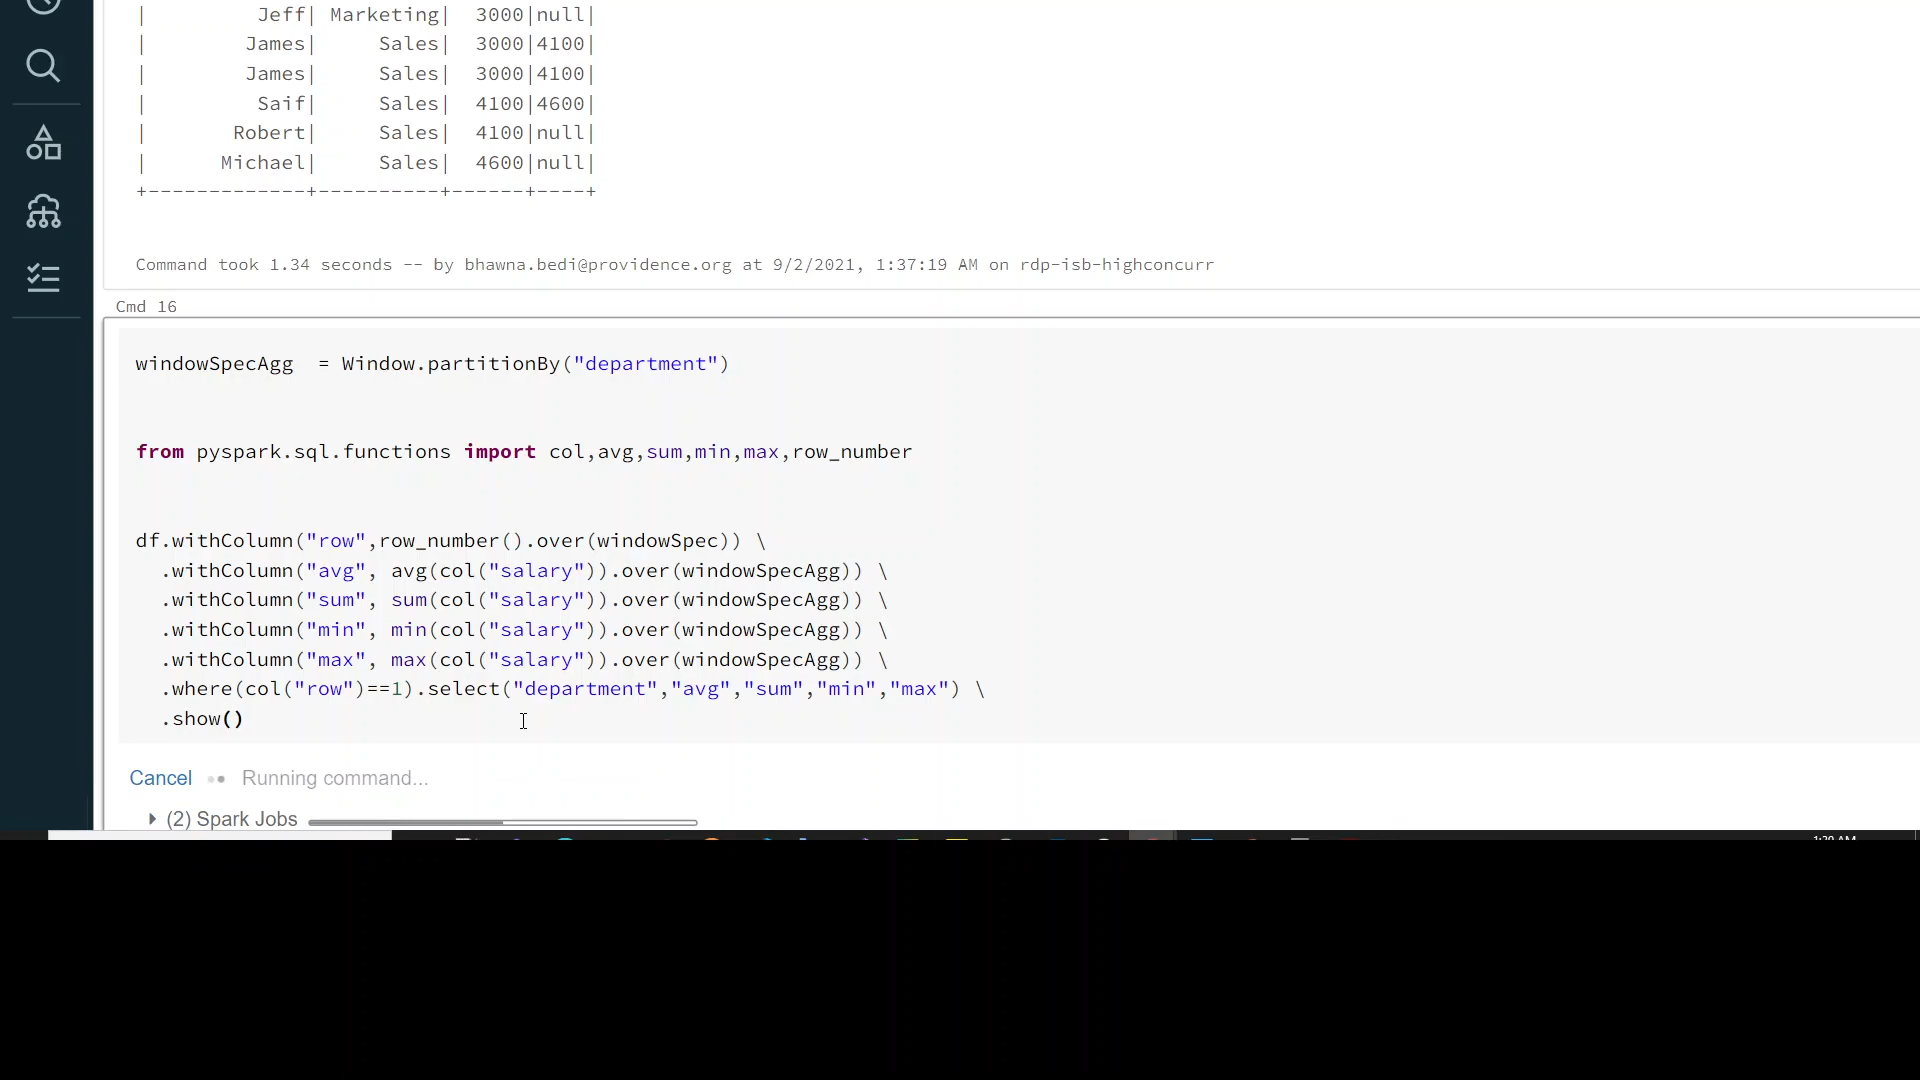 |         Jeff| Marketing|  3000|null|
|        James|     Sales|  3000|4100|
|        James|     Sales|  3000|4100|
|         Saif|     Sales|  4100|4600|
|       Robert|     Sales|  4100|null|
|      Michael|     Sales|  4600|null|
+-------------+----------+------+----+
Command took 1.34 seconds -- by bhawna.bedi@providence.org at 9/2/2021, 1:37:19 AM on rdp-isb-highconcurr
Cmd 16
windowSpecAgg  = Window.partitionBy("department")
from pyspark.sql.functions import col,avg,sum,min,max,row_number
df.withColumn("row",row_number().over(windowSpec)) \
  .withColumn("avg", avg(col("salary")).over(windowSpecAgg)) \
  .withColumn("sum", sum(col("salary")).over(windowSpecAgg)) \
  .withColumn("min", min(col("salary")).over(windowSpecAgg)) \
  .withColumn("max", max(col("salary")).over(windowSpecAgg)) \
  .where(col("row")==1).select("department","avg","sum","min","max") \
  .show()
Cancel Running command...
(2) Spark Jobs